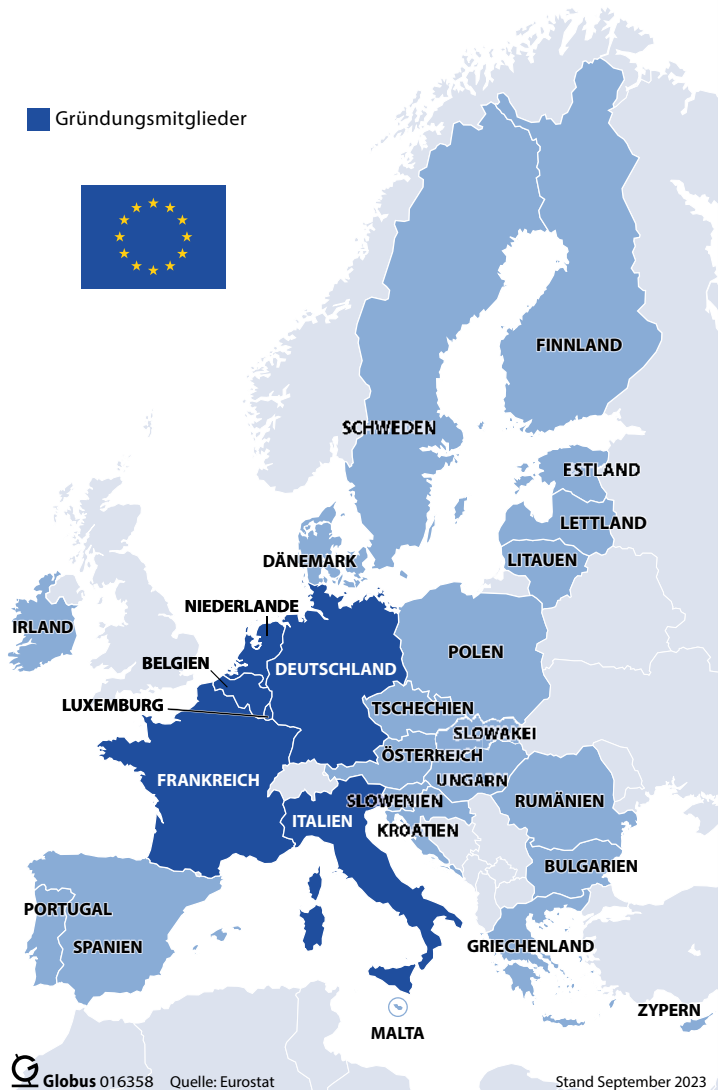 Gründungsmitglieder
FINNLAND
SCHWEDEN
ESTLAND
LETTLAND
DÄNEMARK
LITAUEN
NIEDERLANDE
IRLAND
POLEN
BELGIEN
DEUTSCHLAND
LUXEMBURG
TSCHECHIEN
SLOWAKEI
ÖSTERREICH
FRANKREICH
UNGARN
SLOWENIEN
RUMÄNIEN
ITALIEN
KROATIEN
BULGARIEN
PORTUGAL
SPANIEN
GRIECHENLAND
ZYPERN
MALTA
Globus 016358 Quelle: Eurostat Stand September 2023